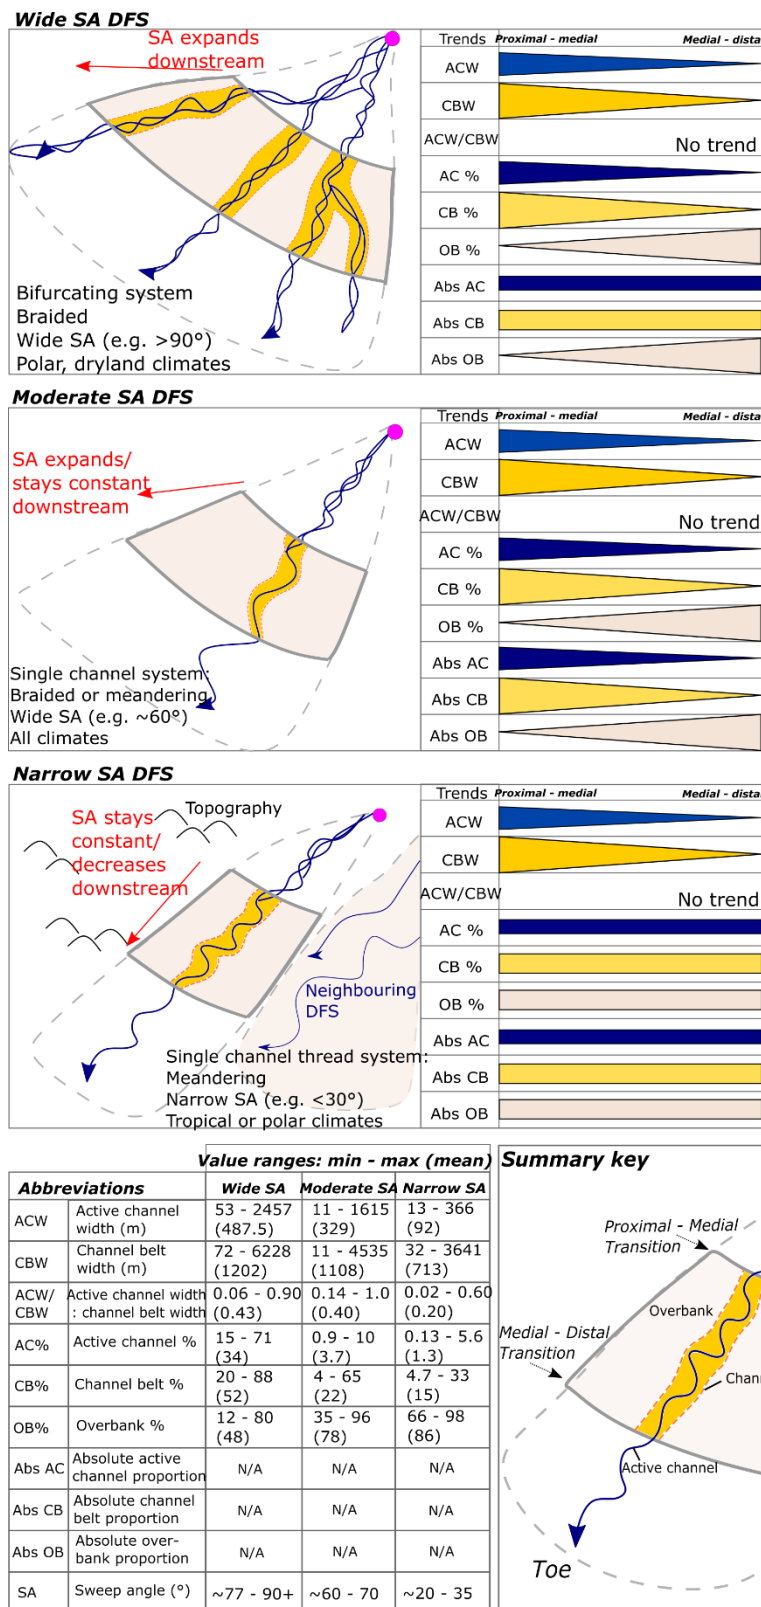 Wide SA DFS
SA expands
downstream
Bifurcating system
Braided
Wide SA (e.g. >90°)
Polar, dryland climates
Trends Proximal - medial Medial - distal
ACW
CBW
ACW/CBW No trend
AC %
CB %
OB %
Abs AC
Abs CB
Abs OB
Moderate SA DFS
SA expands/
stays constant
downstream
Single channel system:
Braided or meandering
Wide SA (e.g. ~60°)
All climates
Trends Proximal - medial Medial - distal
ACW
CBW
ACW/CBW No trend
AC %
CB %
OB %
Abs AC
Abs CB
Abs OB
Narrow SA DFS
SA stays
constant/
decreases
downstream
Topography
Neighbouring
DFS
Single channel thread system:
Meandering
Narrow SA (e.g. <30°)
Tropical or polar climates
Trends Proximal - medial Medial - dista
ACW
CBW
ACW/CBW No trend
AC %
CB %
OB %
Abs AC
Abs CB
Abs OB
Value ranges: min - max (mean)
Abbreviations Wide SA Moderate SA Narrow SA
ACW Active channel width (m) 53 - 2457 (487.5) 11 - 1615 (329) 13 - 366 (92)
CBW Channel belt width (m) 72 - 6228 (1202) 11 - 4535 (1108) 32 - 3641 (713)
ACW/CBW Active channel width : channel belt width 0.06 - 0.90 (0.43) 0.14 - 1.0 (0.40) 0.02 - 0.60 (0.20)
AC% Active channel % 15 - 71 (34) 0.9 - 10 (3.7) 0.13 - 5.6 (1.3)
CB% Channel belt % 20 - 88 (52) 4 - 65 (22) 4.7 - 33 (15)
OB% Overbank % 12 - 80 (48) 35 - 96 (78) 66 - 98 (86)
Abs AC Absolute active channel proportion N/A N/A N/A
Abs CB Absolute channel belt proportion N/A N/A N/A
Abs OB Absolute over-bank proportion N/A N/A N/A
SA Sweep angle (°) ~77 - 90+ ~60 - 70 ~20 - 35
Summary key
Proximal - Medial
Transition
Overbank
Medial - Distal
Transition
Chann
Active channel
Toe